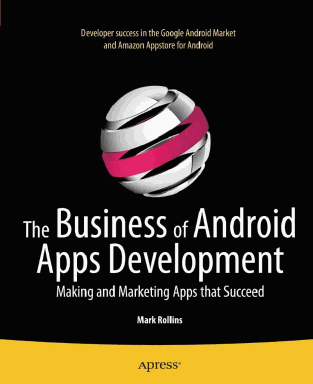 Developer success in the Google Android Market
and Amazon Appstore for Android
The Business of Android
Apps Development
Making and Marketing Apps that Succeed
Mark Rollins
Apress®